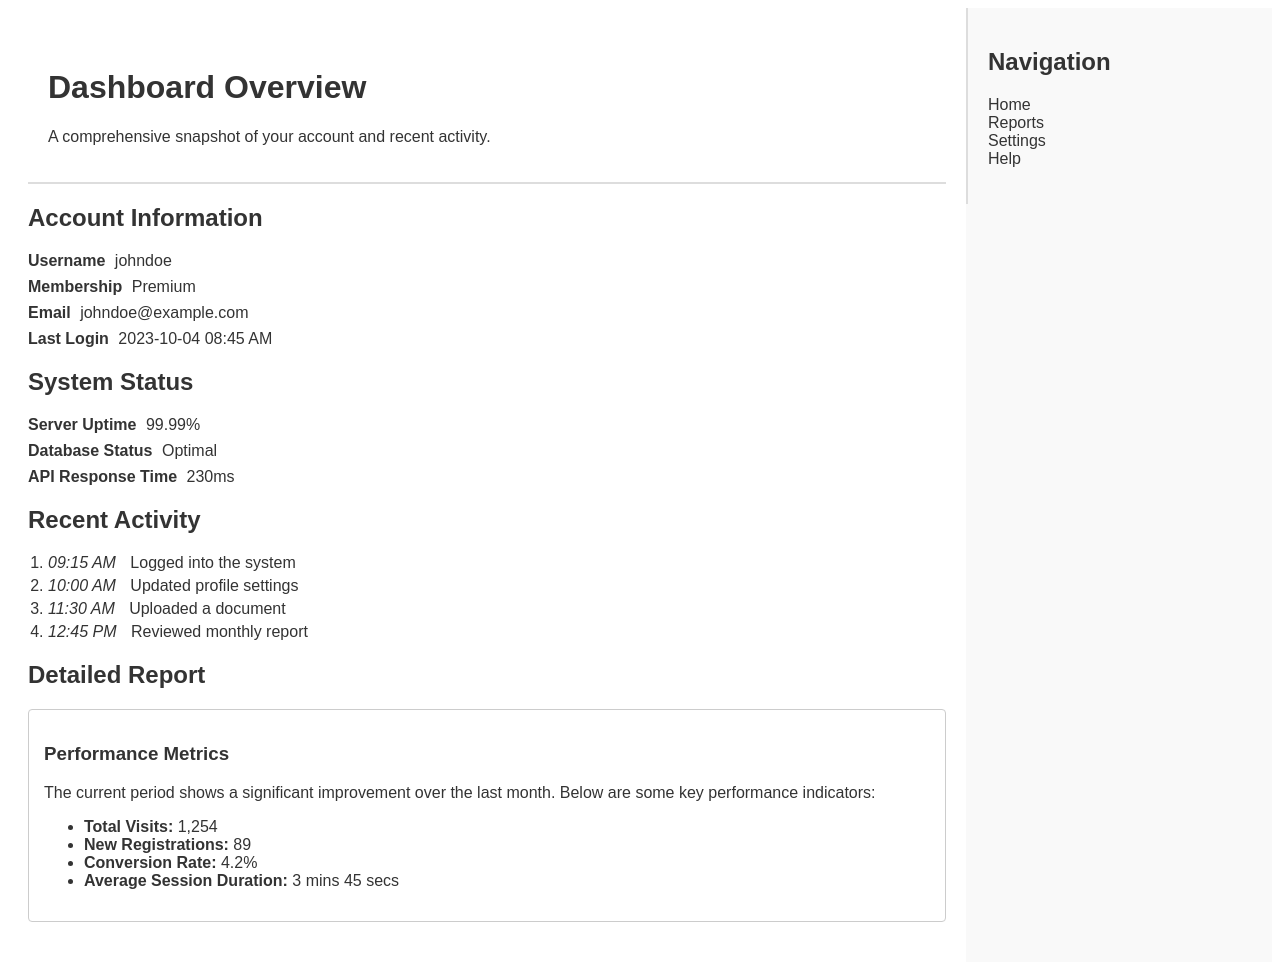 Dashboard Overview
A comprehensive snapshot of your account and recent activity.
Account Information
Username johndoe
Membership Premium
Email johndoe@example.com
Last Login 2023-10-04 08:45 AM
System Status
Server Uptime 99.99%
Database Status Optimal
API Response Time 230ms
Recent Activity
1. 09:15 AM Logged into the system
2. 10:00 AM Updated profile settings
3. 11:30 AM Uploaded a document
4. 12:45 PM Reviewed monthly report
Detailed Report
Performance Metrics
The current period shows a significant improvement over the last month. Below are some key performance indicators:
• Total Visits: 1,254
• New Registrations: 89
• Conversion Rate: 4.2%
• Average Session Duration: 3 mins 45 secs
Navigation
Home
Reports
Settings
Help